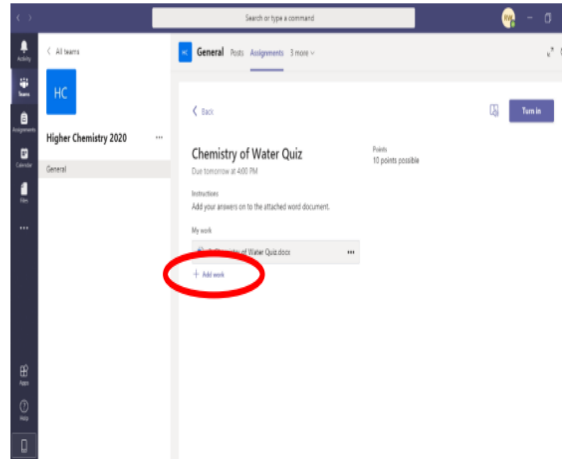 Search or type a command
RW
Activity
Teams
Assignments
Calendar
Files
Apps
Help
All teams
HC
Higher Chemistry 2020
General
HC General Posts Assignments 3 more
Back
Turn in
Chemistry of Water Quiz
Due tomorrow at 4:00 PM
Points
10 points possible
Instructions
Add your answers on to the attached word document.
My work
Chemistry of Water Quiz.docx
+ Add work